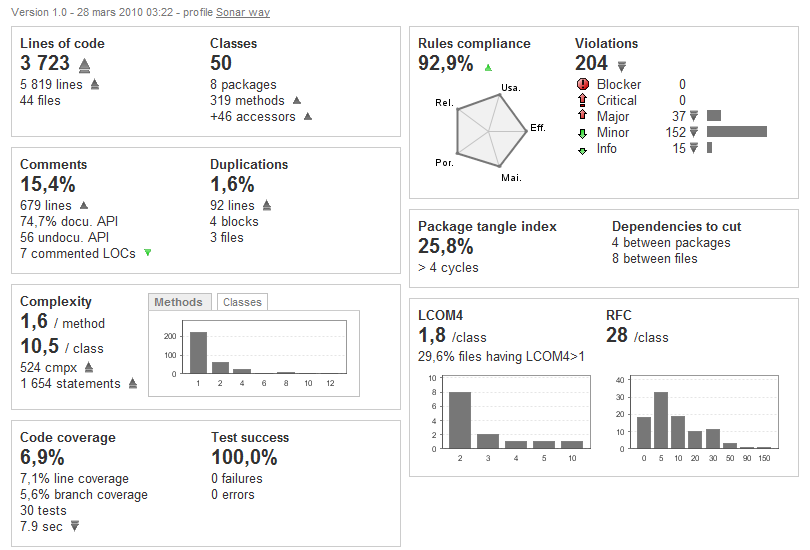 Version 1.0 - 28 mars 2010 03:22 - profile Sonar way
Lines of code
3 723
5 819 lines
44 files
Classes
50
8 packages
319 methods
+46 accessors
Comments
15,4%
679 lines
74,7% docu. API
56 undocu. API
7 commented LOCs
Duplications
1,6%
92 lines
4 blocks
3 files
Complexity
1,6 / method
10,5 / class
524 cmpx
1 654 statements
Methods
Classes
200
100
0
1 2 4 6 8 10 12
Code coverage
6,9%
7,1% line coverage
5,6% branch coverage
30 tests
7.9 sec
Test success
100,0%
0 failures
0 errors
Rules compliance
92,9%
Usa.
Rel.
Eff.
Por.
Mai.
Violations
204
Blocker 0
Critical 0
Major 37
Minor 152
Info 15
Package tangle index
25,8%
> 4 cycles
Dependencies to cut
4 between packages
8 between files
LCOM4
1,8 /class
29,6% files having LCOM4>1
10
8
6
4
2
0
2 3 4 5 10
RFC
28 /class
40
30
20
10
0
0 5 10 20 30 50 90 150